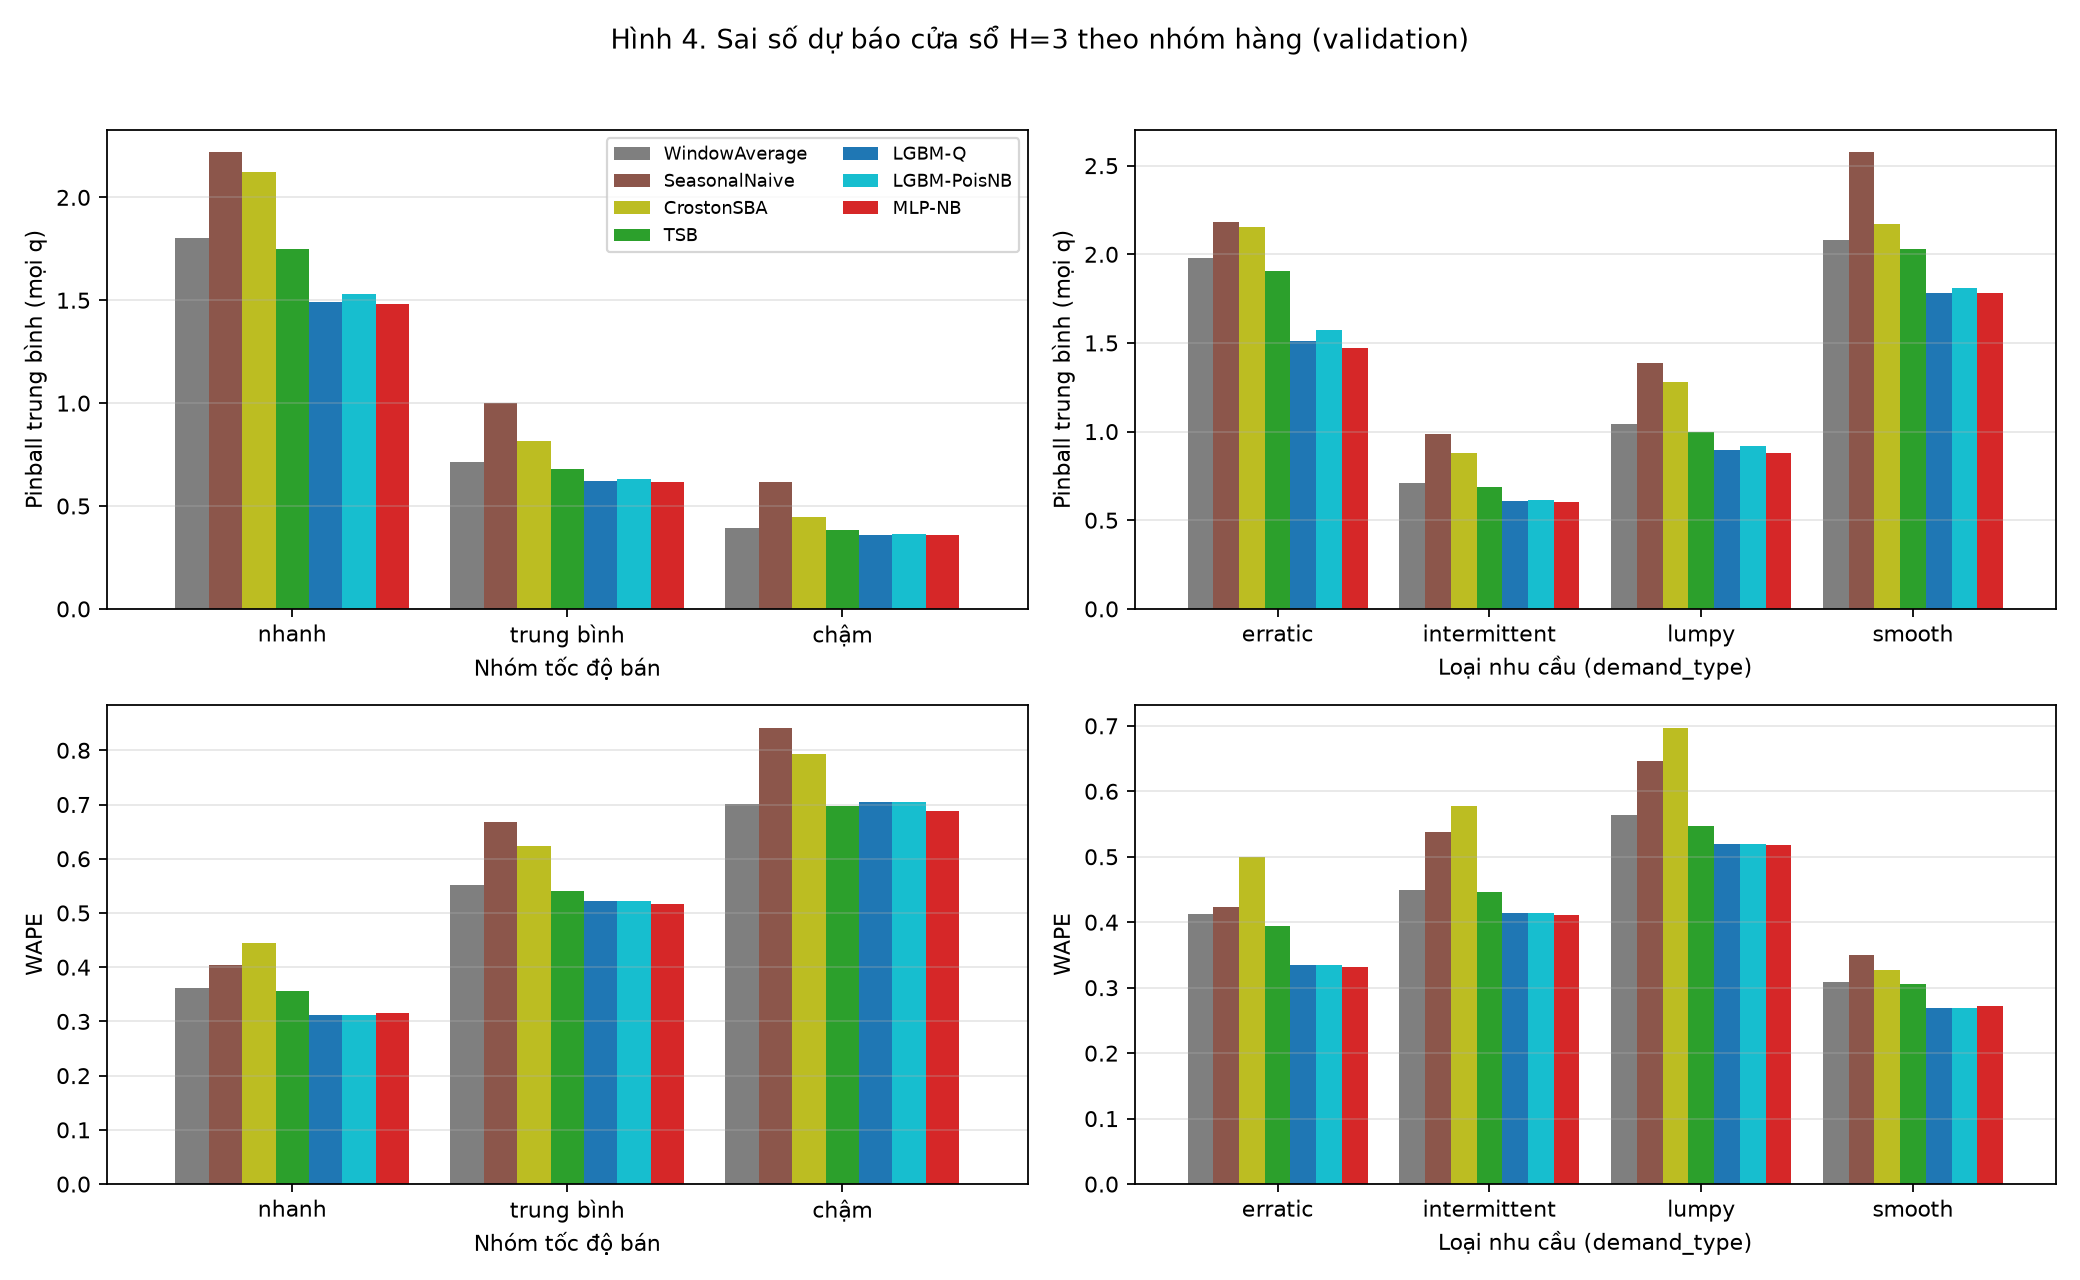 Hình 4. Sai số dự báo cửa sổ H=3 theo nhóm hàng (validation)
Pinball trung bình (mọi q)
2.0
1.5
1.0
0.5
0.0
WindowAverage
SeasonalNaive
CrostonSBA
TSB
LGBM-Q
LGBM-PoisNB
MLP-NB
nhanh
trung bình
chậm
Nhóm tốc độ bán
Pinball trung bình (mọi q)
2.5
2.0
1.5
1.0
0.5
0.0
erratic
intermittent
lumpy
smooth
Loại nhu cầu (demand_type)
WAPE
0.8
0.7
0.6
0.5
0.4
0.3
0.2
0.1
0.0
nhanh
trung bình
chậm
Nhóm tốc độ bán
WAPE
0.7
0.6
0.5
0.4
0.3
0.2
0.1
0.0
erratic
intermittent
lumpy
smooth
Loại nhu cầu (demand_type)